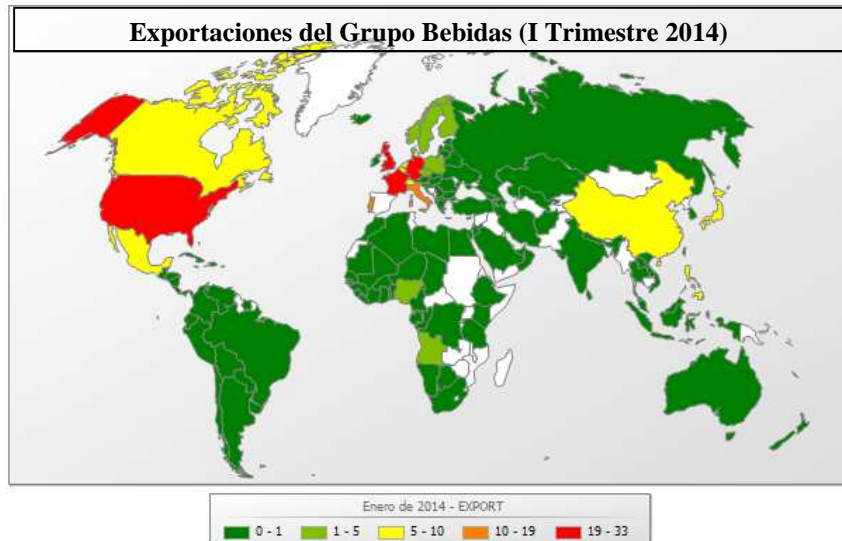 Exportaciones del Grupo Bebidas (I Trimestre 2014)
Enero de 2014 - EXPORT
0 - 1 1 - 5 5 - 10 10 - 19 19 - 33